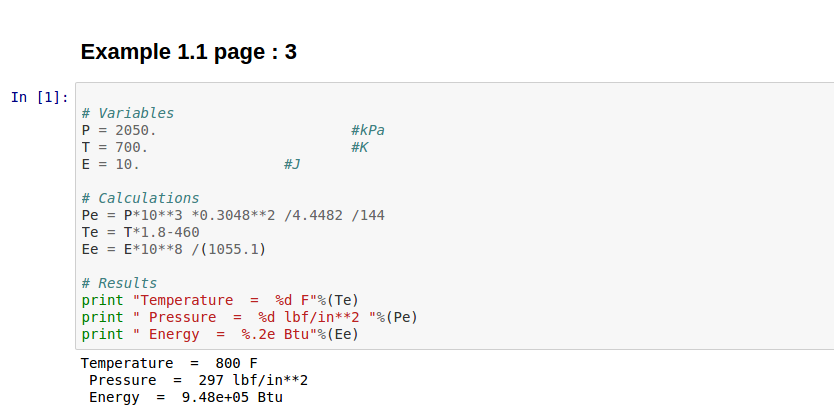 Example 1.1 page : 3
In [1]:
# Variables
P = 2050.                       #kPa
T = 700.                        #K
E = 10.                 #J
# Calculations
Pe = P*10**3 *0.3048**2 /4.4482 /144
Te = T*1.8-460
Ee = E*10**8 /(1055.1)
# Results
print "Temperature  =  %d F"%(Te)
print " Pressure  =  %d lbf/in**2 "%(Pe)
print " Energy  =  %.2e Btu"%(Ee)
Temperature  =  800 F
 Pressure  =  297 lbf/in**2
 Energy  =  9.48e+05 Btu